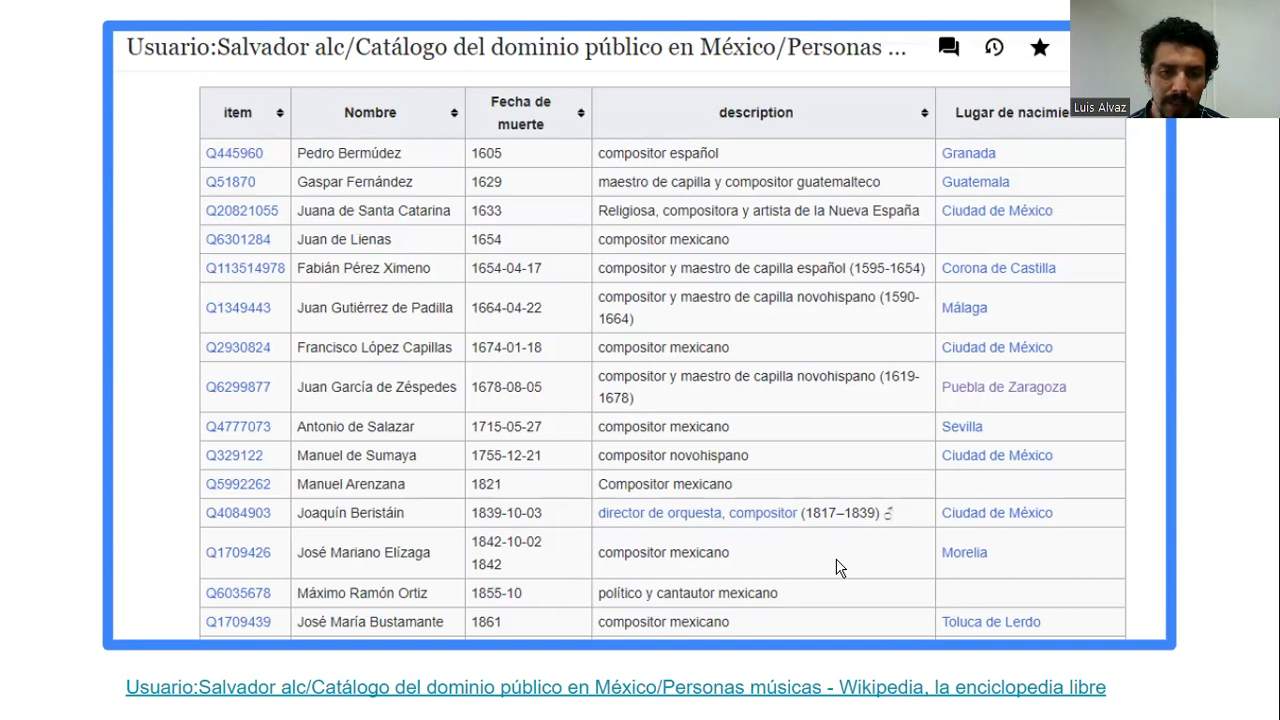 Usuario:Salvador alc/Catálogo del dominio público en México/Personas ...
Luis Alvaz
item Nombre Fecha de muerte description Lugar de nacimie
Q445960 Pedro Bermúdez 1605 compositor español Granada
Q51870 Gaspar Fernández 1629 maestro de capilla y compositor guatemalteco Guatemala
Q20821055 Juana de Santa Catarina 1633 Religiosa, compositora y artista de la Nueva España Ciudad de México
Q6301284 Juan de Lienas 1654 compositor mexicano
Q113514978 Fabián Pérez Ximeno 1654-04-17 compositor y maestro de capilla español (1595-1654) Corona de Castilla
Q1349443 Juan Gutiérrez de Padilla 1664-04-22 compositor y maestro de capilla novohispano (1590-
1664) Málaga
Q2930824 Francisco López Capillas 1674-01-18 compositor mexicano Ciudad de México
Q6299877 Juan García de Zéspedes 1678-08-05 compositor y maestro de capilla novohispano (1619-
1678) Puebla de Zaragoza
Q4777073 Antonio de Salazar 1715-05-27 compositor mexicano Sevilla
Q329122 Manuel de Sumaya 1755-12-21 compositor novohispano Ciudad de México
Q5992262 Manuel Arenzana 1821 Compositor mexicano
Q4084903 Joaquín Beristáin 1839-10-03 director de orquesta, compositor (1817–1839) ♂ Ciudad de México
Q1709426 José Mariano Elízaga 1842-10-02
1842 compositor mexicano Morelia
Q6035678 Máximo Ramón Ortiz 1855-10 político y cantautor mexicano
Q1709439 José María Bustamante 1861 compositor mexicano Toluca de Lerdo
Usuario:Salvador alc/Catálogo del dominio público en México/Personas músicas - Wikipedia, la enciclopedia libre